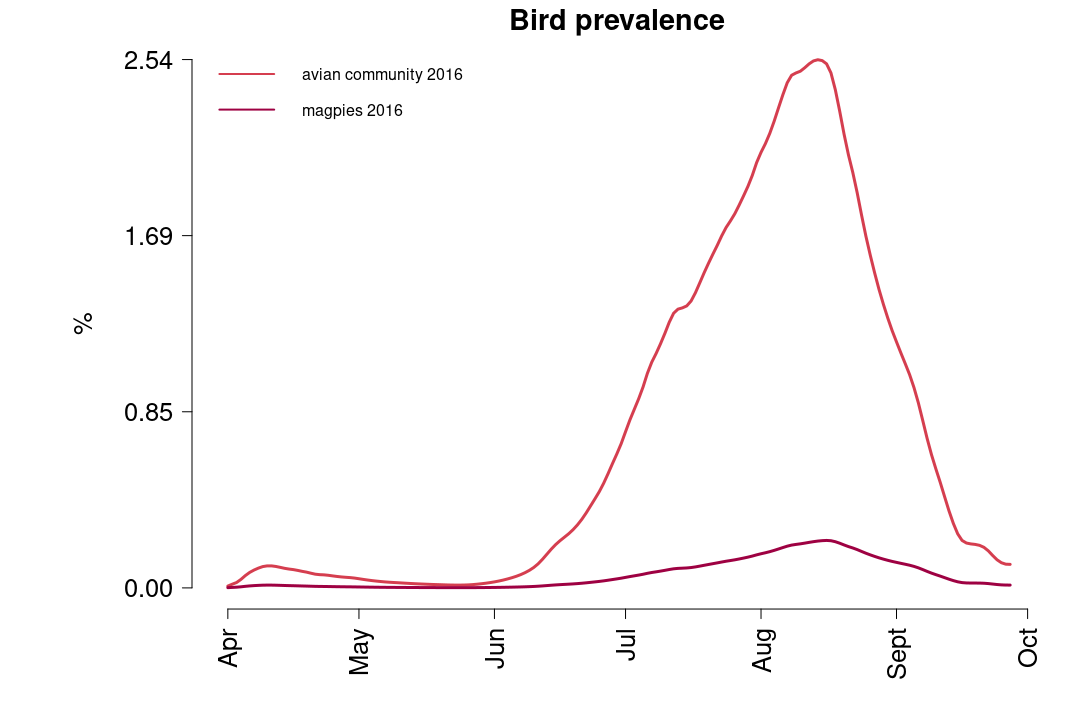 Bird prevalence
avian community 2016
magpies 2016
2.54
1.69
0.85
0.00
%
Apr
May
Jun
Jul
Aug
Sept
Oct